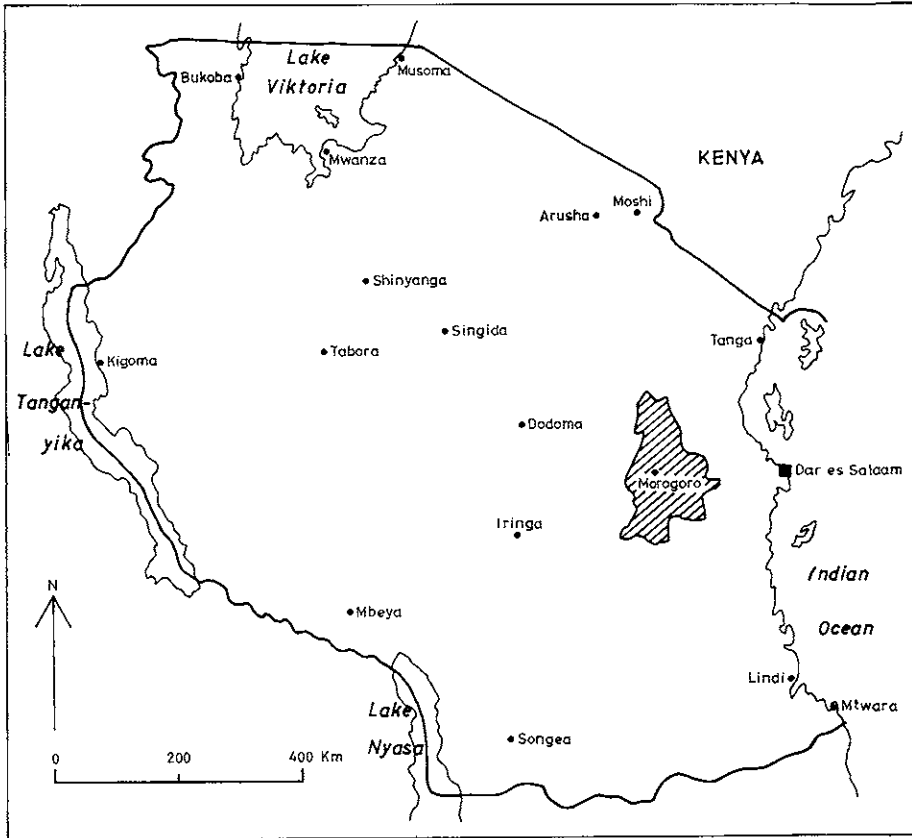 Lake
Viktoria
Bukoba
Musoma
Mwanza
KENYA
Moshi
Arusha
Shinyanga
Singida
Tabora
Tanga
Lake
Kigoma
Tangan-
yika
Dodoma
Morogoro
Dar es Salaam
Iringa
Indian
Ocean
N
Mbeya
Lindi
Lake
Nyasa
Mtwara
Songea
0 200 400 Km